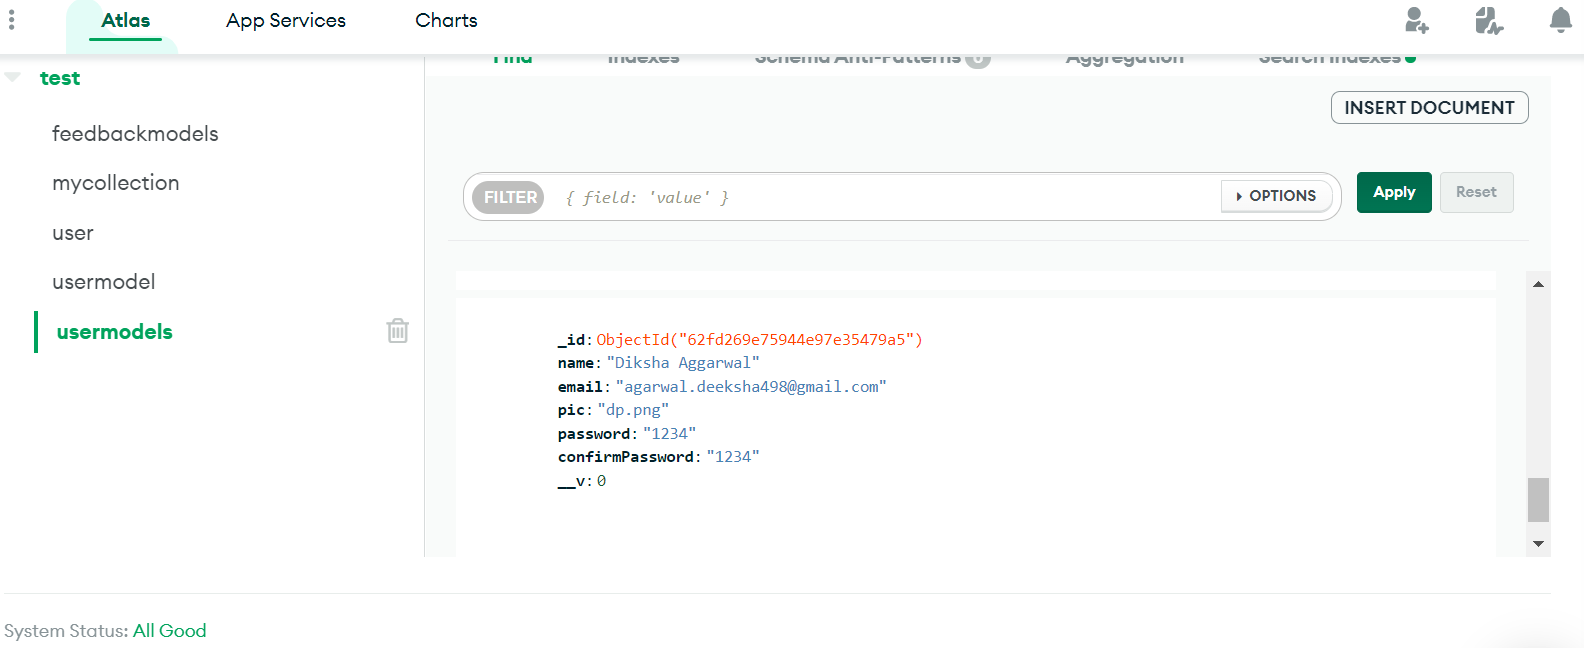 Atlas App Services Charts
test
feedbackmodels
mycollection
user
usermodel
usermodels
Find Indexes Schema Anti-Patterns 0 Aggregation Search Indexes
INSERT DOCUMENT
FILTER { field: 'value' } OPTIONS Apply Reset
_id: ObjectId("62fd269e75944e97e35479a5")
name: "Diksha Aggarwal"
email: "agarwal.deeksha498@gmail.com"
pic: "dp.png"
password: "1234"
confirmPassword: "1234"
__v: 0
System Status: All Good